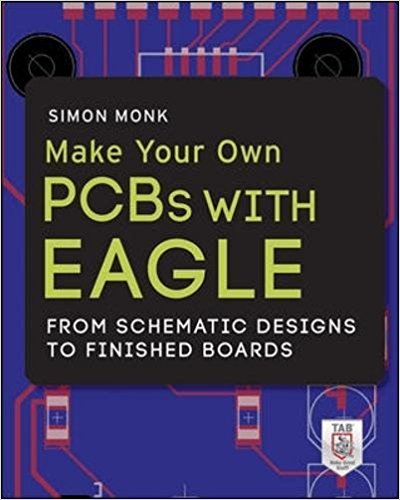 SIMON MONK
Make Your Own
PCBS WITH
EAGLE
FROM SCHEMATIC DESIGNS
TO FINISHED BOARDS
TAB